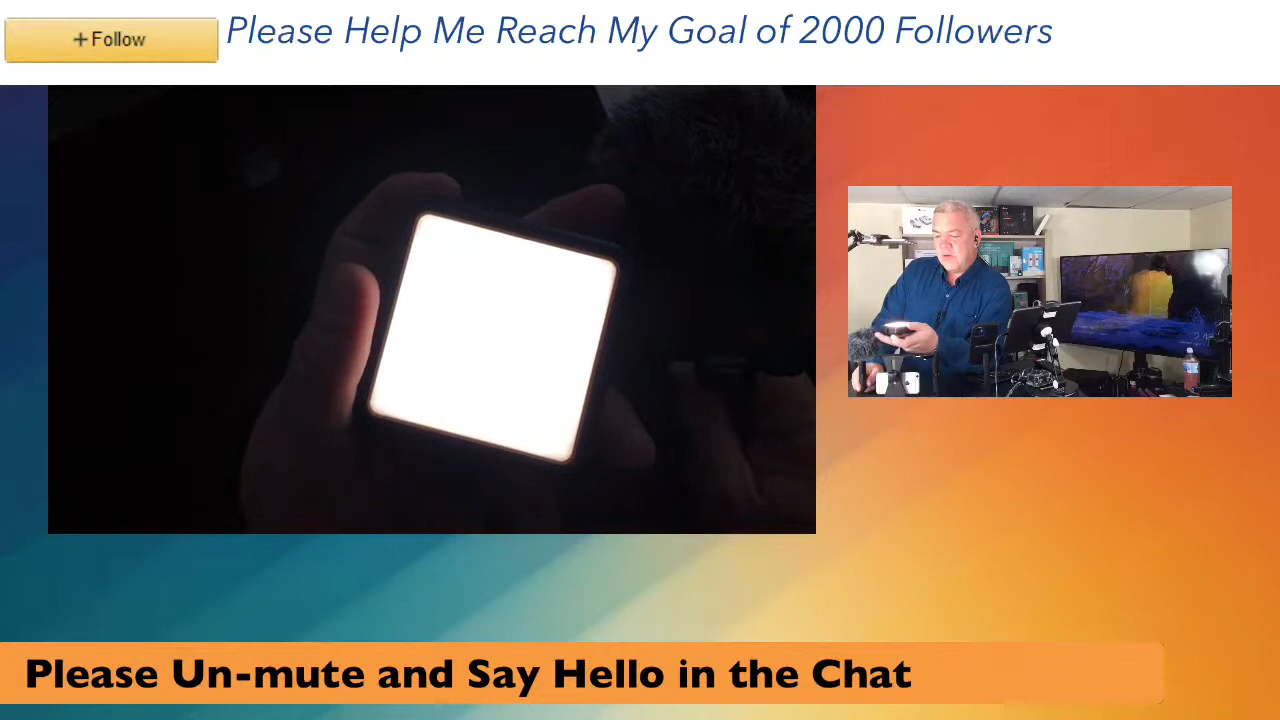 +Follow
Please Help Me Reach My Goal of 2000 Followers
Please Un-mute and Say Hello in the Chat